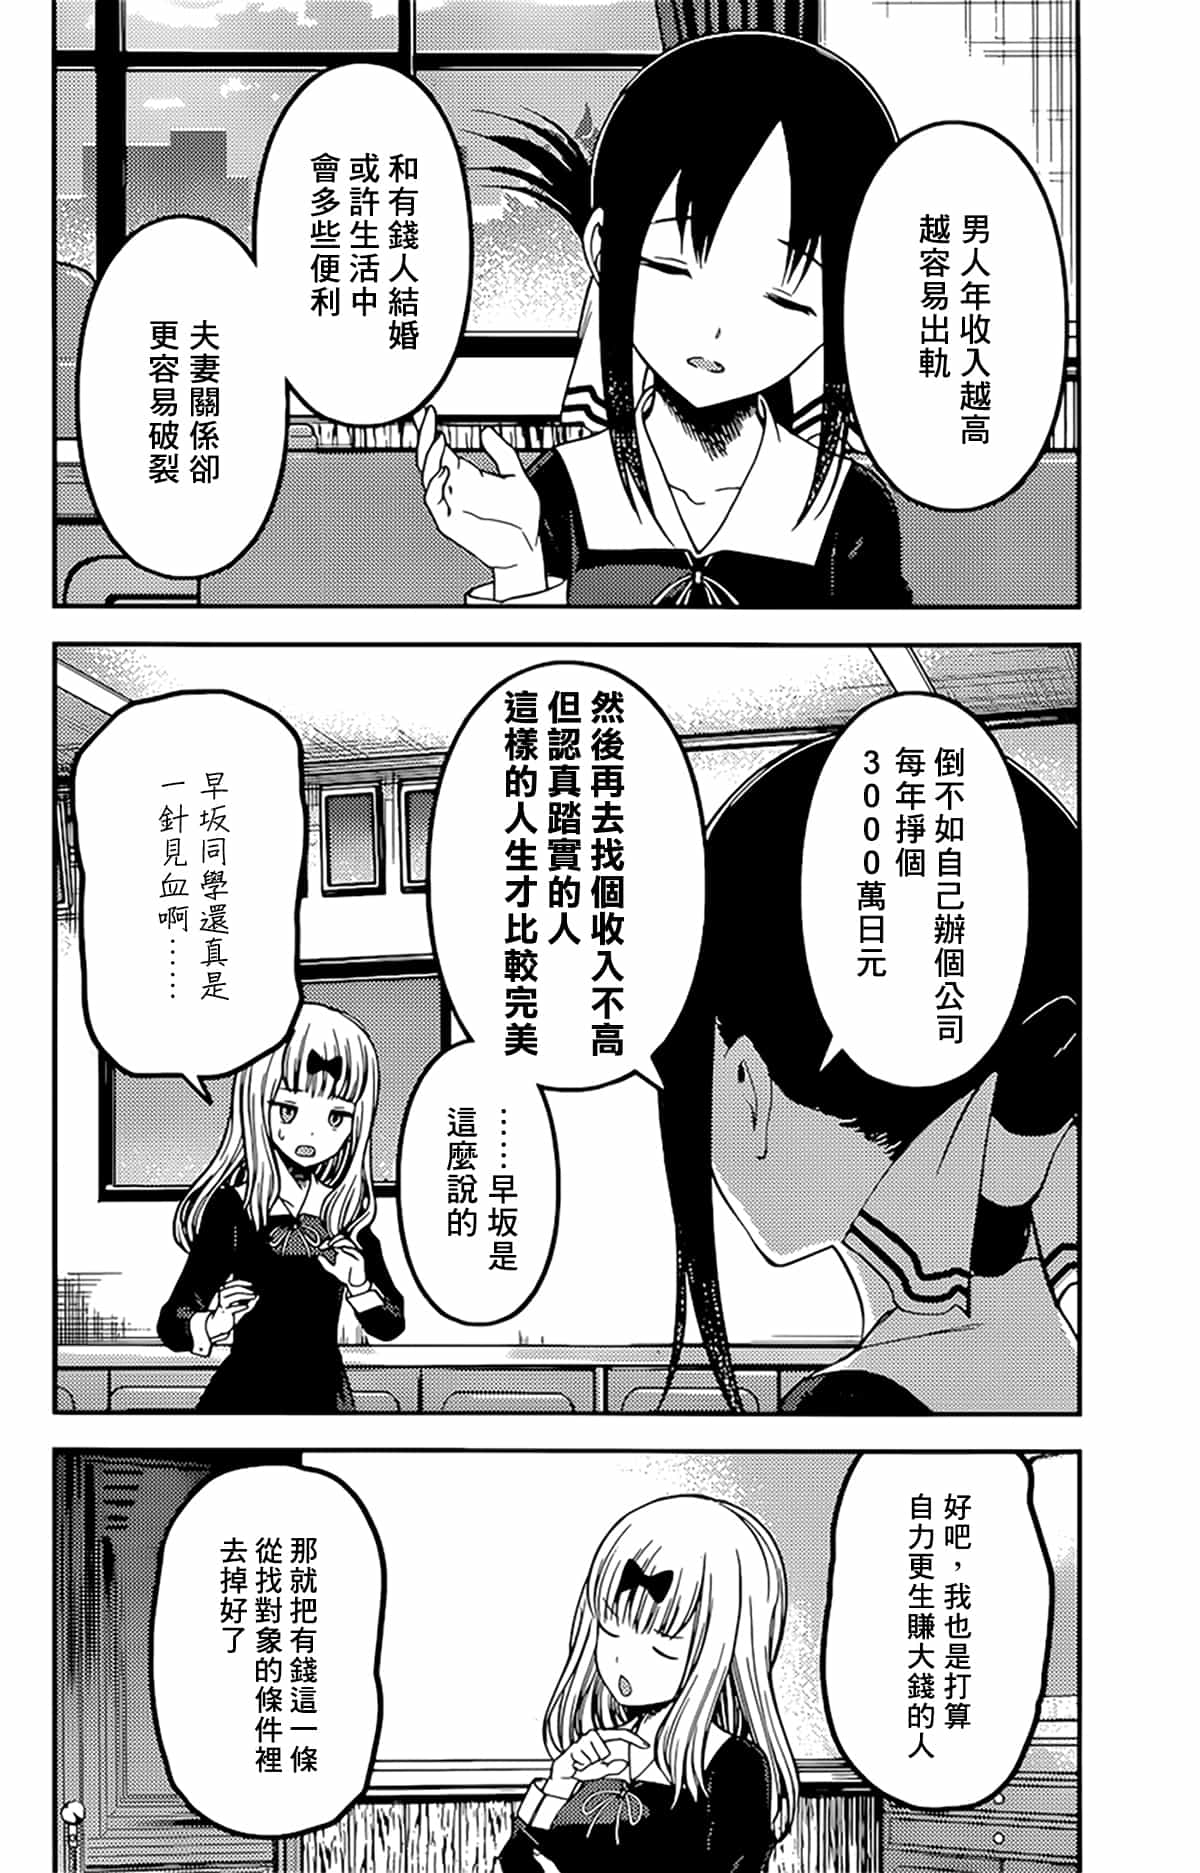 男人年收入越高
越容易出軌
和有錢人結婚
或許生活中
會多些便利
夫妻關係卻
更容易破裂
倒不如自己辦個公司
每年掙個
3000萬日元
然後再去找個收入不高
但認真踏實的人
這樣的人生才比較完美
……早坂是
這麼說的
早坂同學還真是
一針見血啊……
好吧，我也是打算
自力更生賺大錢的人
那就把有錢這一條
從找對象的條件裡
去掉好了